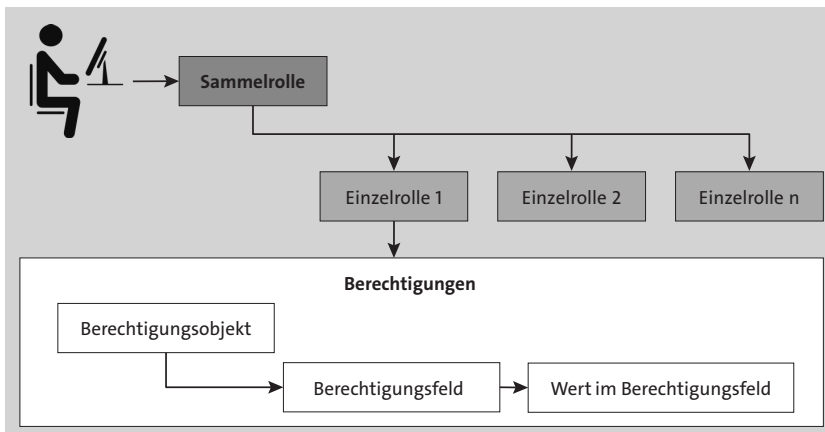 Sammelrolle
Einzelrolle 1
Einzelrolle 2
Einzelrolle n
Berechtigungen
Berechtigungsobjekt
Berechtigungsfeld
Wert im Berechtigungsfeld